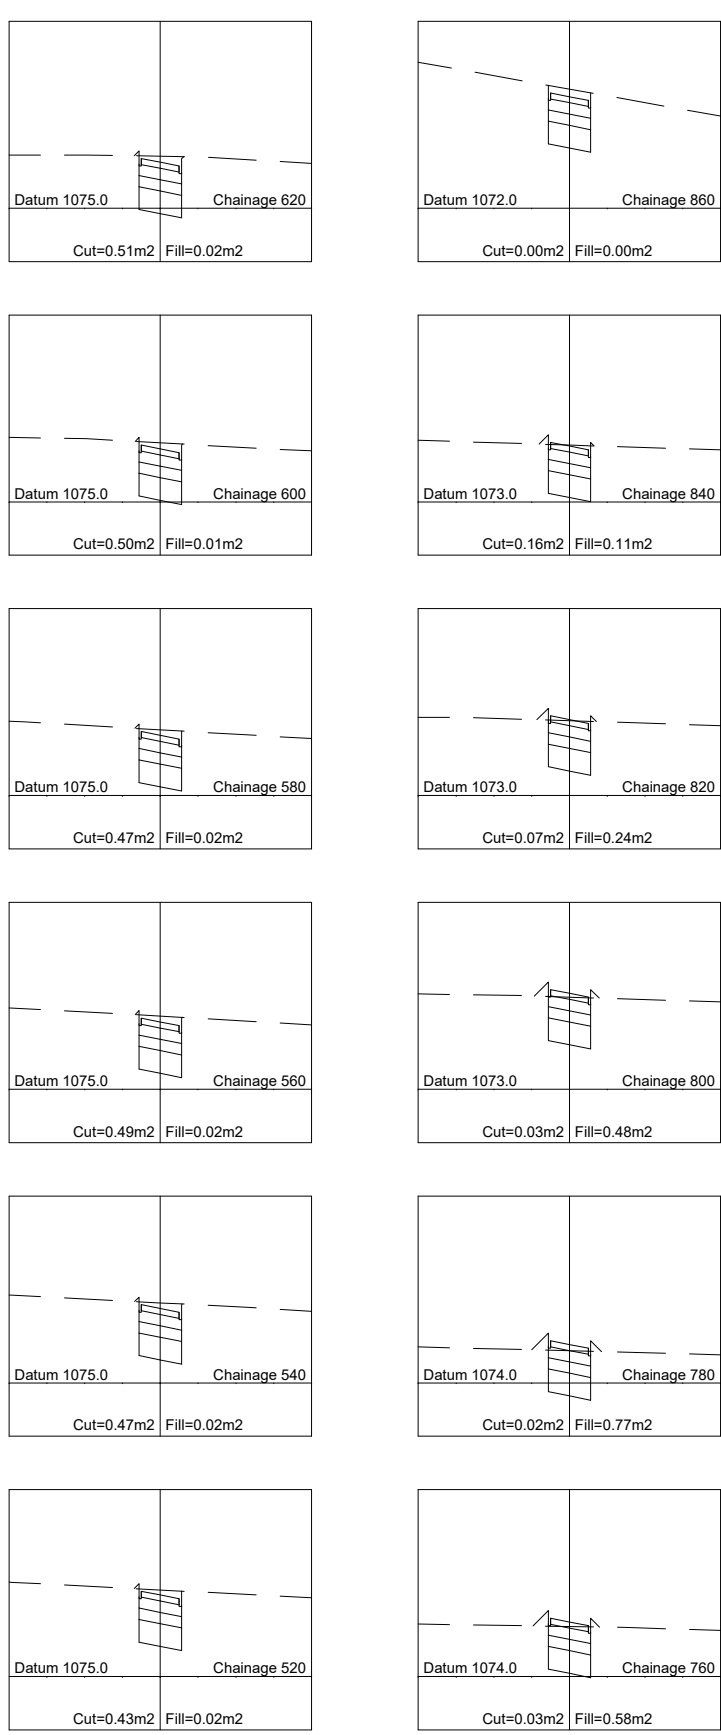 Datum 1075.0 Chainage 620
Cut=0.51m2 Fill=0.02m2
Datum 1075.0 Chainage 600
Cut=0.50m2 Fill=0.01m2
Datum 1075.0 Chainage 580
Cut=0.47m2 Fill=0.02m2
Datum 1075.0 Chainage 560
Cut=0.49m2 Fill=0.02m2
Datum 1075.0 Chainage 540
Cut=0.47m2 Fill=0.02m2
Datum 1075.0 Chainage 520
Cut=0.43m2 Fill=0.02m2
Datum 1072.0 Chainage 860
Cut=0.00m2 Fill=0.00m2
Datum 1073.0 Chainage 840
Cut=0.16m2 Fill=0.11m2
Datum 1073.0 Chainage 820
Cut=0.07m2 Fill=0.24m2
Datum 1073.0 Chainage 800
Cut=0.03m2 Fill=0.48m2
Datum 1074.0 Chainage 780
Cut=0.02m2 Fill=0.77m2
Datum 1074.0 Chainage 760
Cut=0.03m2 Fill=0.58m2